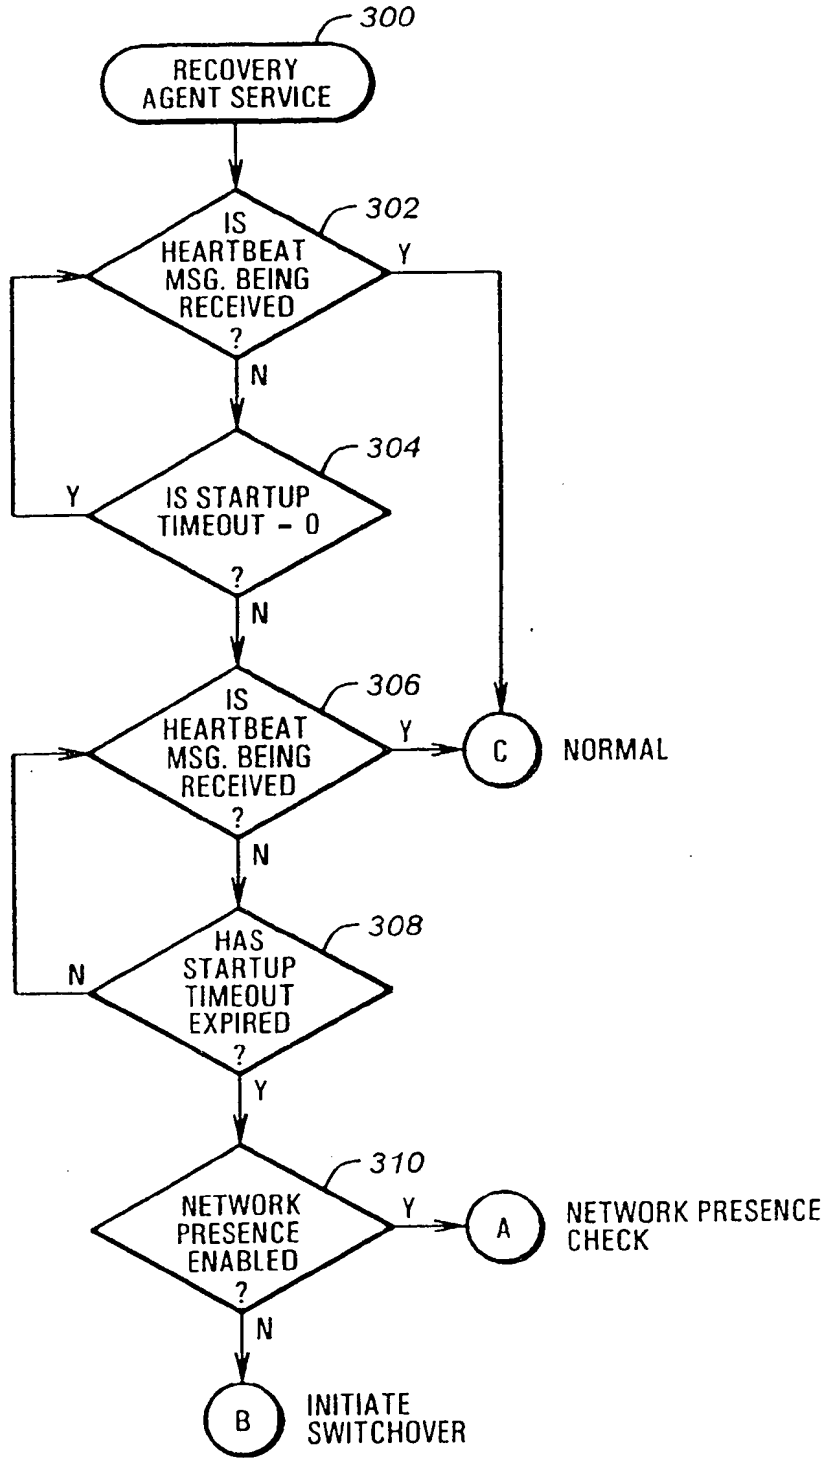 300
RECOVERY
AGENT SERVICE
302
IS
HEARTBEAT
MSG. BEING
RECEIVED
?
Y
N
304
IS STARTUP
TIMEOUT - 0
?
Y
N
306
IS
HEARTBEAT
MSG. BEING
RECEIVED
?
Y
C
NORMAL
N
308
HAS
STARTUP
TIMEOUT
EXPIRED
?
N
Y
310
NETWORK
PRESENCE
ENABLED
?
Y
A
NETWORK PRESENCE
CHECK
N
B
INITIATE
SWITCHOVER